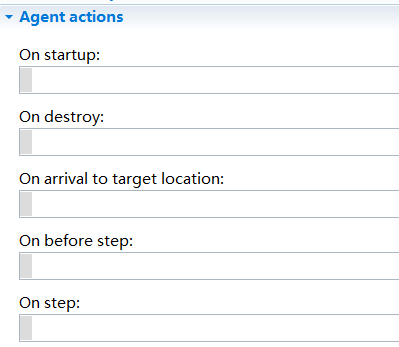 Agent actions
On startup:
On destroy:
On arrival to target location:
On before step:
On step: